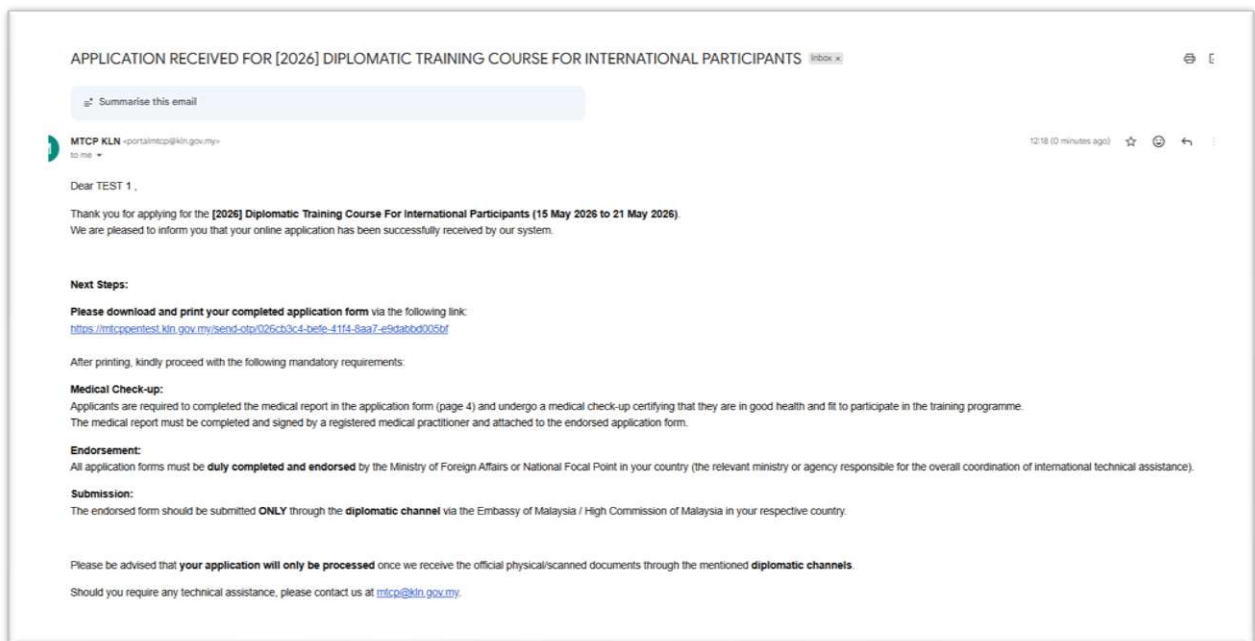 APPLICATION RECEIVED FOR [2026] DIPLOMATIC TRAINING COURSE FOR INTERNATIONAL PARTICIPANTS Inbox x
Summarise this email
MTCP KLN <portalmtcp@kln.gov.my>
12:18 (0 minutes ago)
to me
Dear TEST 1 ,
Thank you for applying for the [2026] Diplomatic Training Course For International Participants (15 May 2026 to 21 May 2026).
We are pleased to inform you that your online application has been successfully received by our system.
Next Steps:
Please download and print your completed application form via the following link:
https://mtcppentest.kln.gov.my/send-otp/026cb3c4-befe-41f4-8aa7-e9dabbd005bf
After printing, kindly proceed with the following mandatory requirements:
Medical Check-up:
Applicants are required to completed the medical report in the application form (page 4) and undergo a medical check-up certifying that they are in good health and fit to participate in the training programme.
The medical report must be completed and signed by a registered medical practitioner and attached to the endorsed application form.
Endorsement:
All application forms must be duly completed and endorsed by the Ministry of Foreign Affairs or National Focal Point in your country (the relevant ministry or agency responsible for the overall coordination of international technical assistance).
Submission:
The endorsed form should be submitted ONLY through the diplomatic channel via the Embassy of Malaysia / High Commission of Malaysia in your respective country.
Please be advised that your application will only be processed once we receive the official physical/scanned documents through the mentioned diplomatic channels.
Should you require any technical assistance, please contact us at mtcp@kln.gov.my.